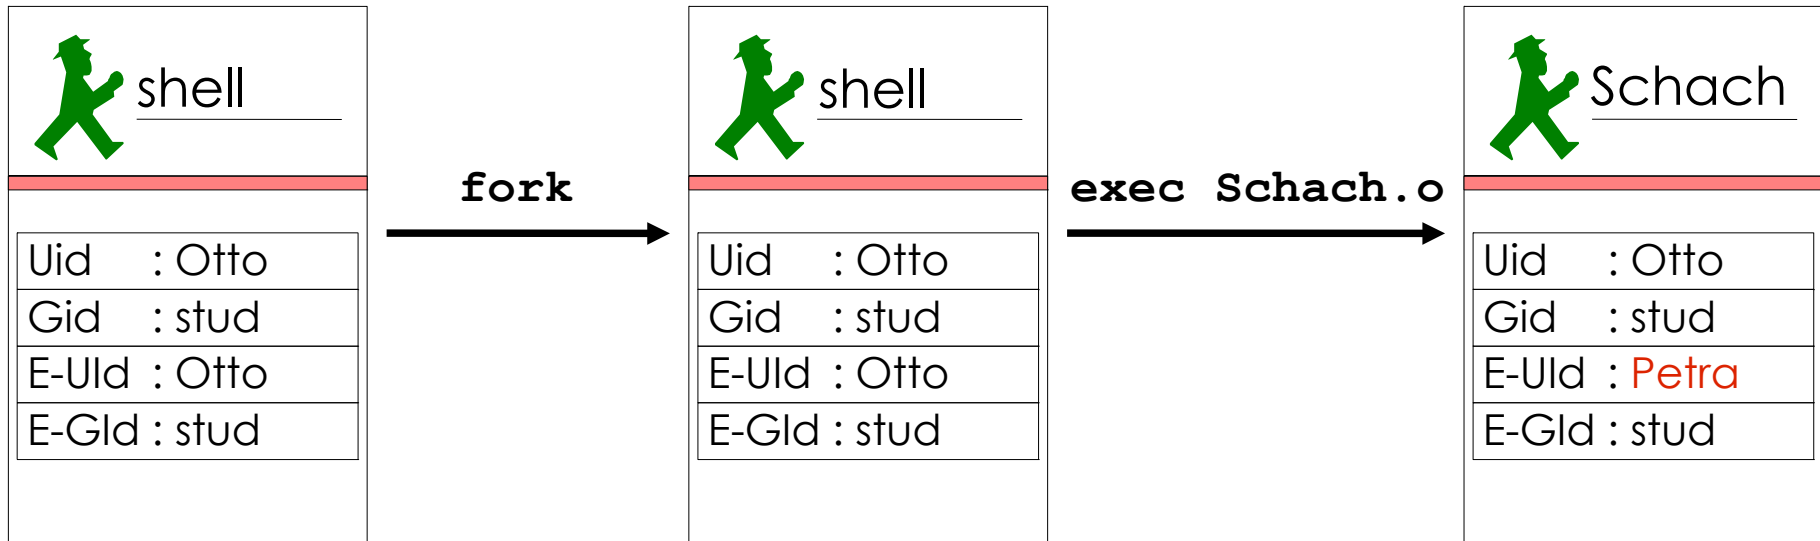 shell
Uid : Otto
Gid : stud
E-UId : Otto
E-GId : stud
fork
shell
Uid : Otto
Gid : stud
E-UId : Otto
E-GId : stud
exec Schach.o
Schach
Uid : Otto
Gid : stud
E-UId : Petra
E-GId : stud